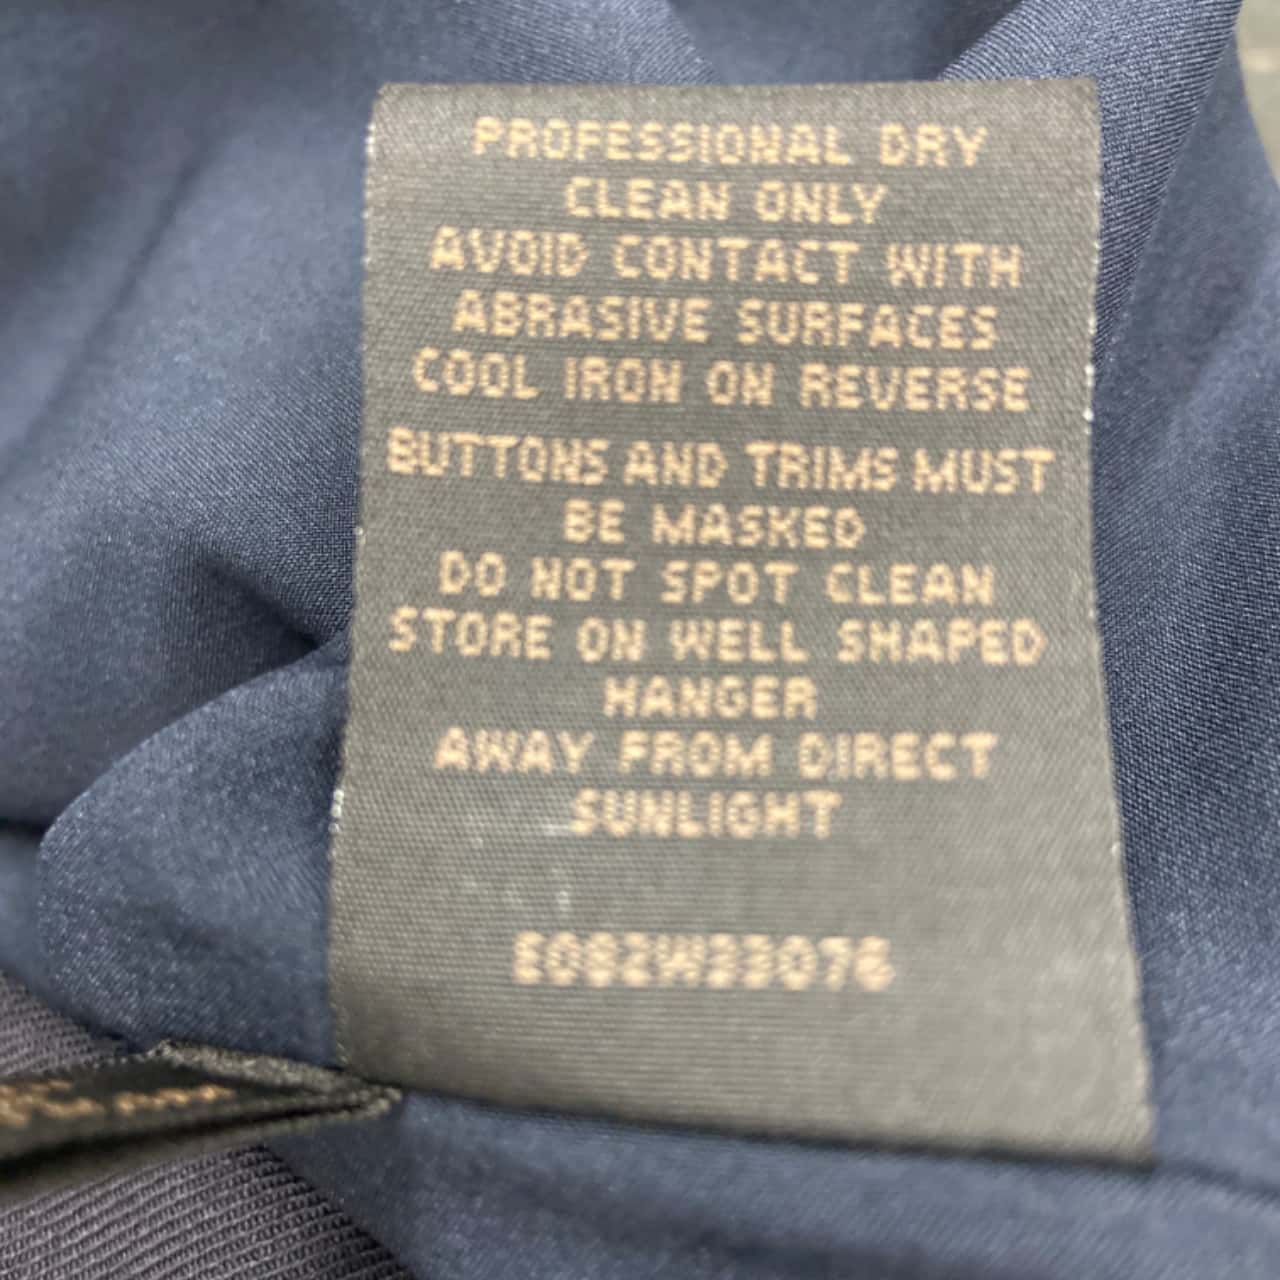 PROFESSIONAL DRY
CLEAN ONLY
AVOID CONTACT WITH
ABRASIVE SURFACES
COOL IRON ON REVERSE
BUTTONS AND TRIMS MUST
BE MASKED
DO NOT SPOT CLEAN
STORE ON WELL SHAPED
HANGER
AWAY FROM DIRECT
SUNLIGHT